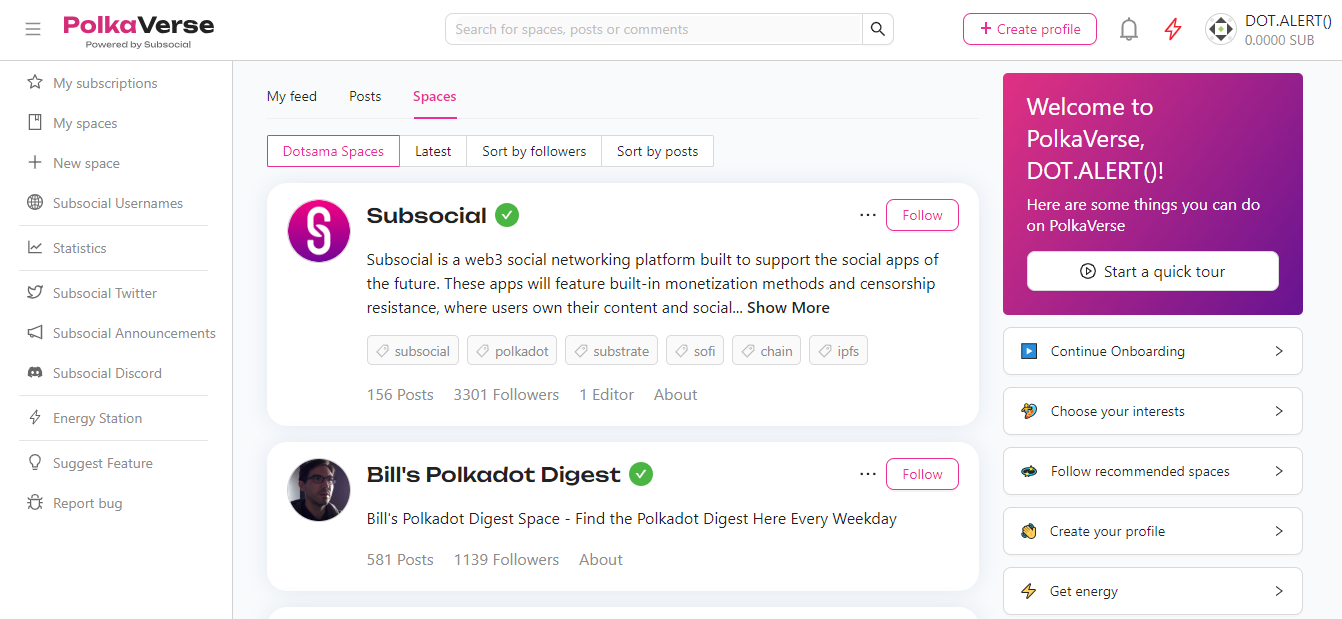 PolkaVerse
Powered by Subsocial
Search for spaces, posts or comments
+ Create profile
DOT.ALERT()
0.0000 SUB
My subscriptions
My spaces
New space
Subsocial Usernames
Statistics
Subsocial Twitter
Subsocial Announcements
Subsocial Discord
Energy Station
Suggest Feature
Report bug
My feed
Posts
Spaces
Dotsama Spaces
Latest
Sort by followers
Sort by posts
Subsocial
Follow
Subsocial is a web3 social networking platform built to support the social apps of
the future. These apps will feature built-in monetization methods and censorship
resistance, where users own their content and social... Show More
subsocial
polkadot
substrate
sofi
chain
ipfs
156 Posts
3301 Followers
1 Editor
About
Bill's Polkadot Digest
Follow
Bill's Polkadot Digest Space - Find the Polkadot Digest Here Every Weekday
581 Posts
1139 Followers
About
Welcome to
PolkaVerse,
DOT.ALERT()!
Here are some things you can do
on PolkaVerse
Start a quick tour
Continue Onboarding
Choose your interests
Follow recommended spaces
Create your profile
Get energy